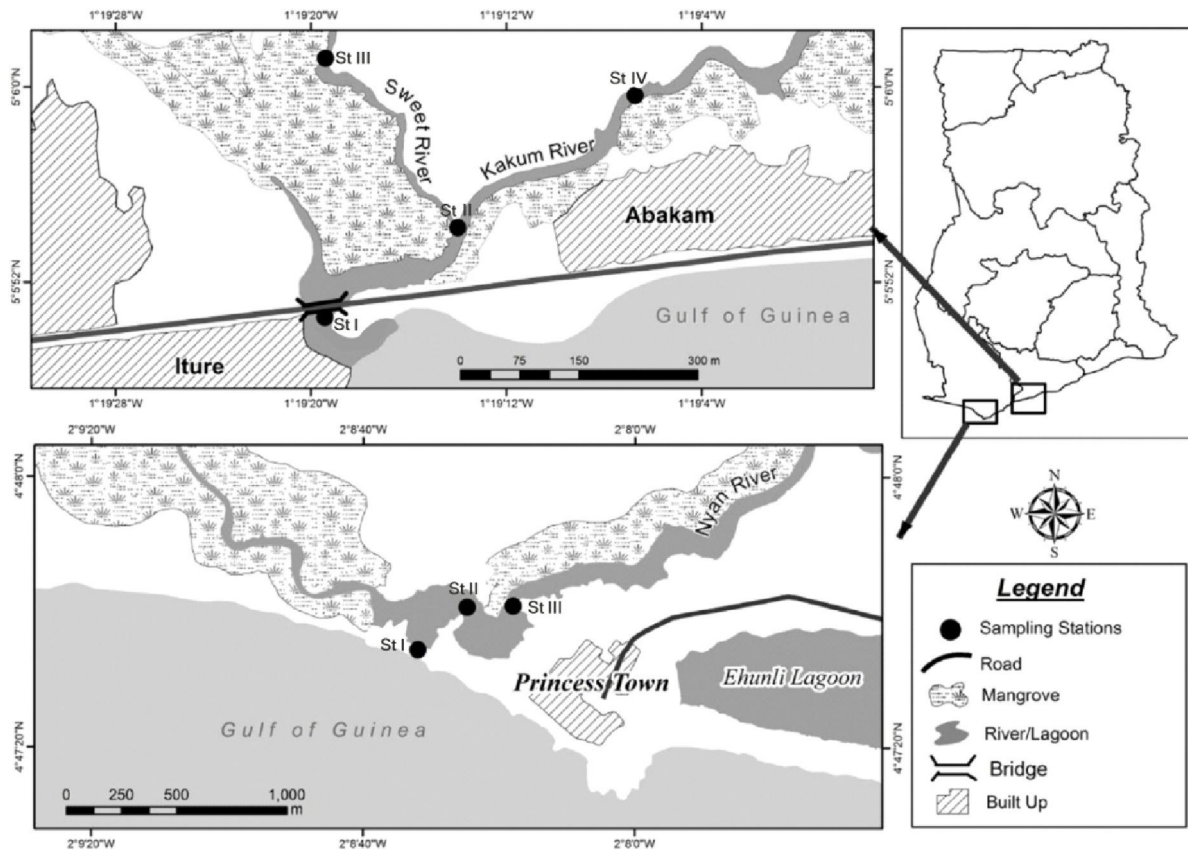 1°19'28"W 1°19'20"W 1°19'12"W 1°19'4"W
5°6'0"N
5°6'0"N
St III
St IV
Sweet River
Kakum River
St II
Abakam
5°5'52"N
5°5'52"N
St I
Gulf of Guinea
Iture
0 75 150 300 m
1°19'28"W 1°19'20"W 1°19'12"W 1°19'4"W
2°9'20"W 2°8'40"W 2°8'0"W
4°48'0"N
4°48'0"N
Nyan River
St II
St III
St I
Princess Town
Ehunli Lagoon
Gulf of Guinea
4°47'20"N
4°47'20"N
0 250 500 1,000
m
2°9'20"W 2°8'40"W 2°8'0"W
N
W E
S
Legend
Sampling Stations
Road
Mangrove
River/Lagoon
Bridge
Built Up